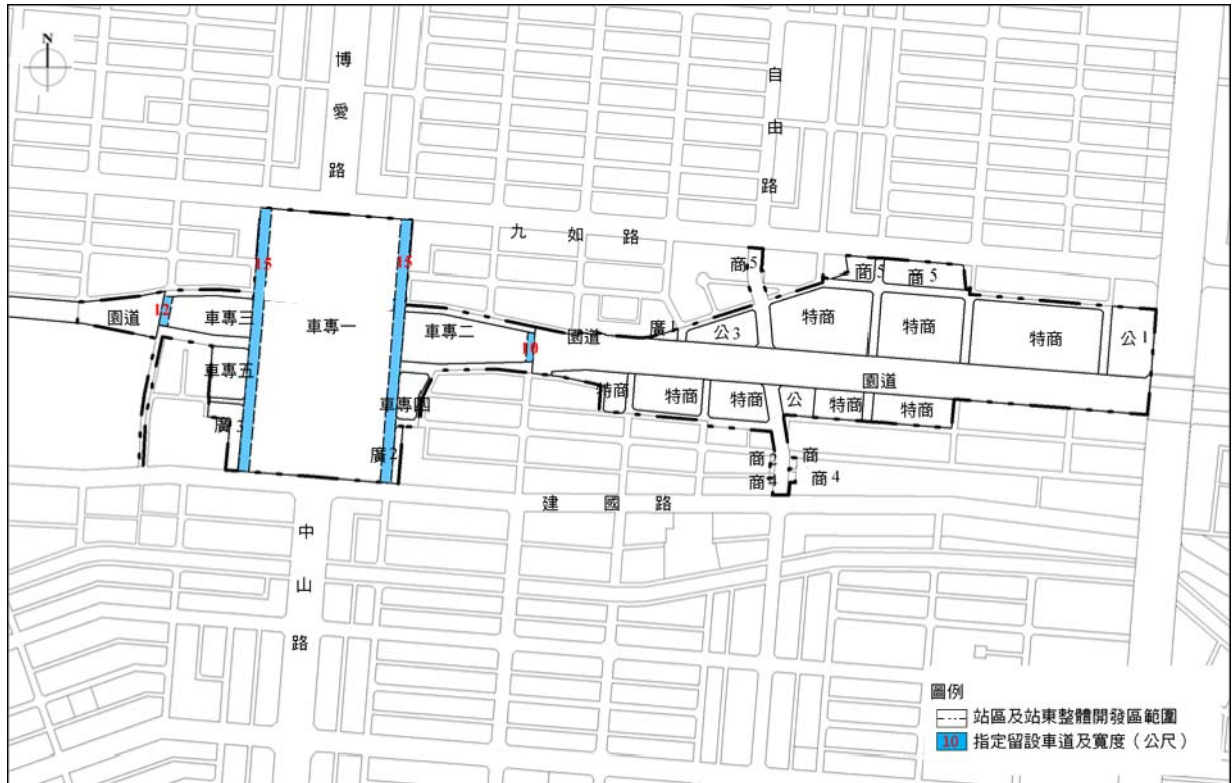 N
博愛路
自由路
九如路
15
15
商5
商5
商5
12
園道
車專三
車專一
車專二
10
園道
廣
公3
特商
特商
特商
公1
車專五
車專四
廣3
廣2
園道
特商
特商
特商
公
特商
特商
商2
商
商4
商4
建國路
中山路
圖例
站區及站東整體開發區範圍
10 指定留設車道及寬度（公尺）